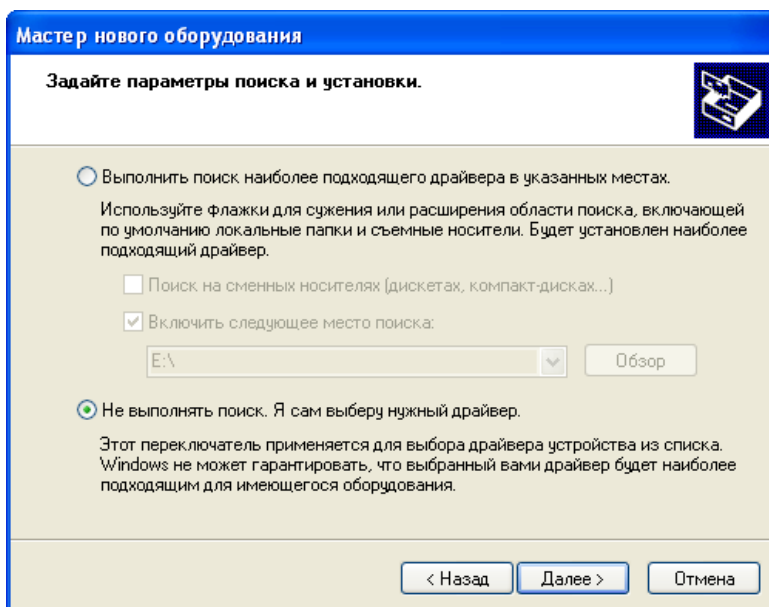 Мастер нового оборудования
Задайте параметры поиска и установки.
Выполнить поиск наиболее подходящего драйвера в указанных местах.
Используйте флажки для сужения или расширения области поиска, включающей
по умолчанию локальные папки и съемные носители. Будет установлен наиболее
подходящий драйвер.
Поиск на сменных носителях (дискетах, компакт-дисках...)
Включить следующее место поиска:
E:\
Обзор
Не выполнять поиск. Я сам выберу нужный драйвер.
Этот переключатель применяется для выбора драйвера устройства из списка.
Windows не может гарантировать, что выбранный вами драйвер будет наиболее
подходящим для имеющегося оборудования.
< Назад
Далее >
Отмена